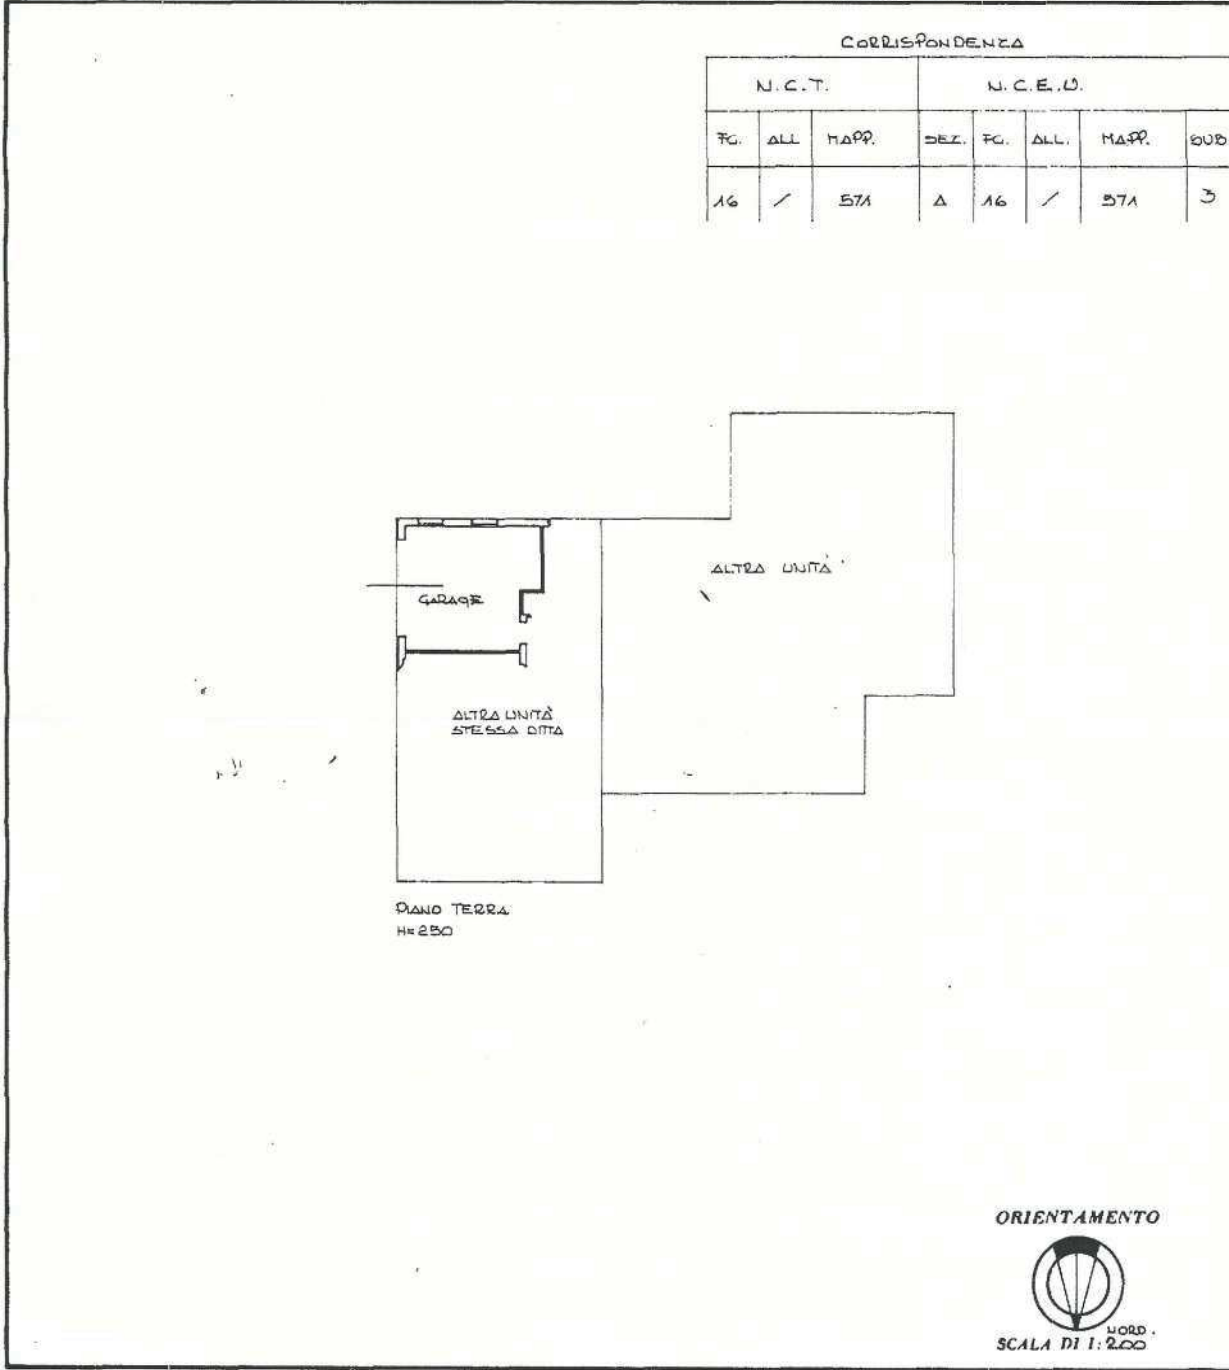 CORRISPONDENZA
N.C.T. N.C.E.U.
FG. ALL MAPP. SEZ. FG. ALL. MAPP. SUB
16 / 571 A 16 / 571 3
ALTRA UNITÀ
GARAGE
ALTRA UNITÀ
STESSA DITTA
PIANO TERRA
H=250
ORIENTAMENTO
NORD.
SCALA DI 1:200